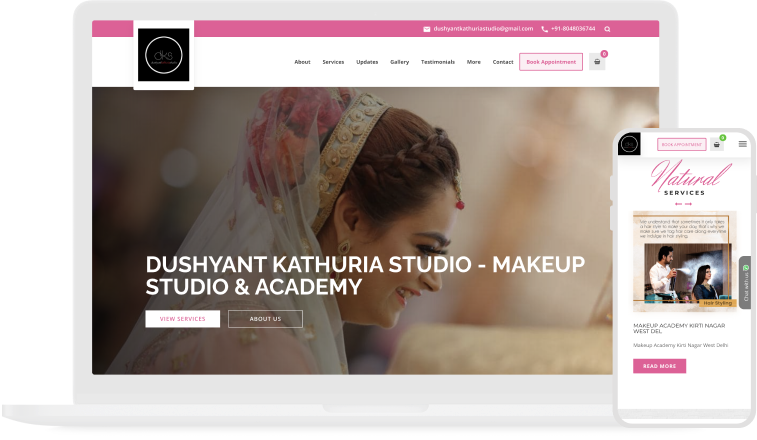 dushyantkathuriastudio@gmail.com +91-8048036744
dks
About Services Updates Gallery Testimonials More Contact Book Appointment 0
DUSHYANT KATHURIA STUDIO - MAKEUP
STUDIO & ACADEMY
VIEW SERVICES ABOUT US
BOOK APPOINTMENT 0
Natural
SERVICES
Hair Styling
Chat with us
MAKEUP ACADEMY KIRTI NAGAR
WEST DEL
Makeup Academy Kirti Nagar West Delhi
READ MORE